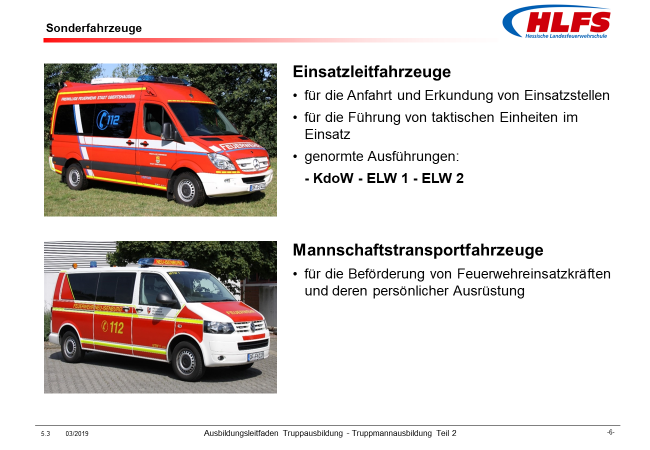 Sonderfahrzeuge
HLFS
Hessische Landesfeuerwehrschule
Einsatzleitfahrzeuge
• für die Anfahrt und Erkundung von Einsatzstellen
• für die Führung von taktischen Einheiten im
Einsatz
• genormte Ausführungen:
- KdoW - ELW 1 - ELW 2
112
FEUERWEHR
Mannschaftstransportfahrzeuge
• für die Beförderung von Feuerwehreinsatzkräften
und deren persönlicher Ausrüstung
112
5.3
03/2019
Ausbildungsleitfaden Truppausbildung - Truppmannausbildung Teil 2
-6-